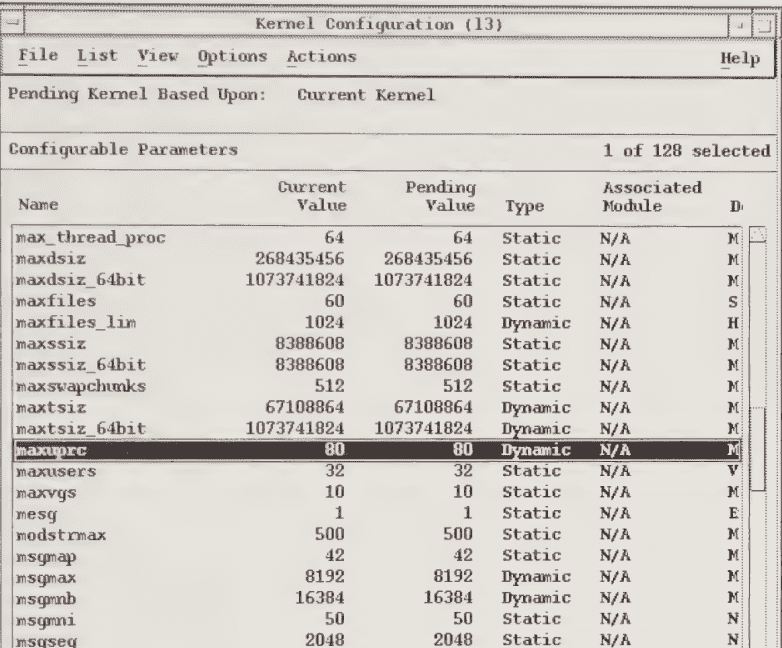 Kernel Configuration (13)
File List View Options Actions Help
Pending Kernel Based Upon: Current Kernel
Configurable Parameters 1 of 128 selected
Current Pending Associated
Name Value Value Type Module D
max_thread_proc 64 64 Static N/A M
maxdsiz 268435456 268435456 Static N/A M
maxdsiz_64bit 1073741824 1073741824 Static N/A M
maxfiles 60 60 Static N/A S
maxfiles_lim 1024 1024 Dynamic N/A H
maxssiz 8388608 8388608 Static N/A M
maxssiz_64bit 8388608 8388608 Static N/A M
maxswapchunks 512 512 Static N/A M
maxtsiz 67108864 67108864 Dynamic N/A M
maxtsiz_64bit 1073741824 1073741824 Dynamic N/A M
maxuprc 80 80 Dynamic N/A M
maxusers 32 32 Static N/A V
maxvgs 10 10 Static N/A M
mesg 1 1 Static N/A E
modstrmax 500 500 Static N/A M
msgmap 42 42 Static N/A M
msgmax 8192 8192 Dynamic N/A M
msgmnb 16384 16384 Dynamic N/A M
msgmni 50 50 Static N/A N
msgseg 2048 2048 Static N/A N